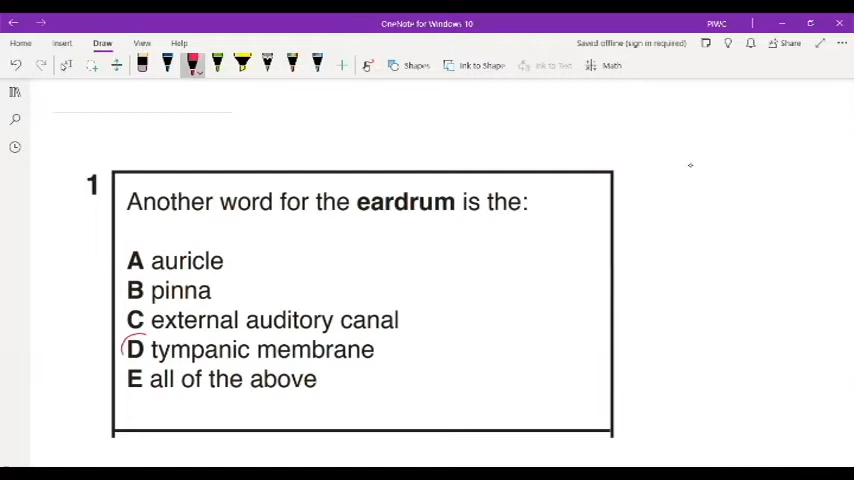 OneNote for Windows 10
PIWC
Home Insert Draw View Help
Saved offline (sign in required)
Share
Shapes
Ink to Shape
Ink to Text
Math
1
Another word for the eardrum is the:
A auricle
B pinna
C external auditory canal
D tympanic membrane
E all of the above